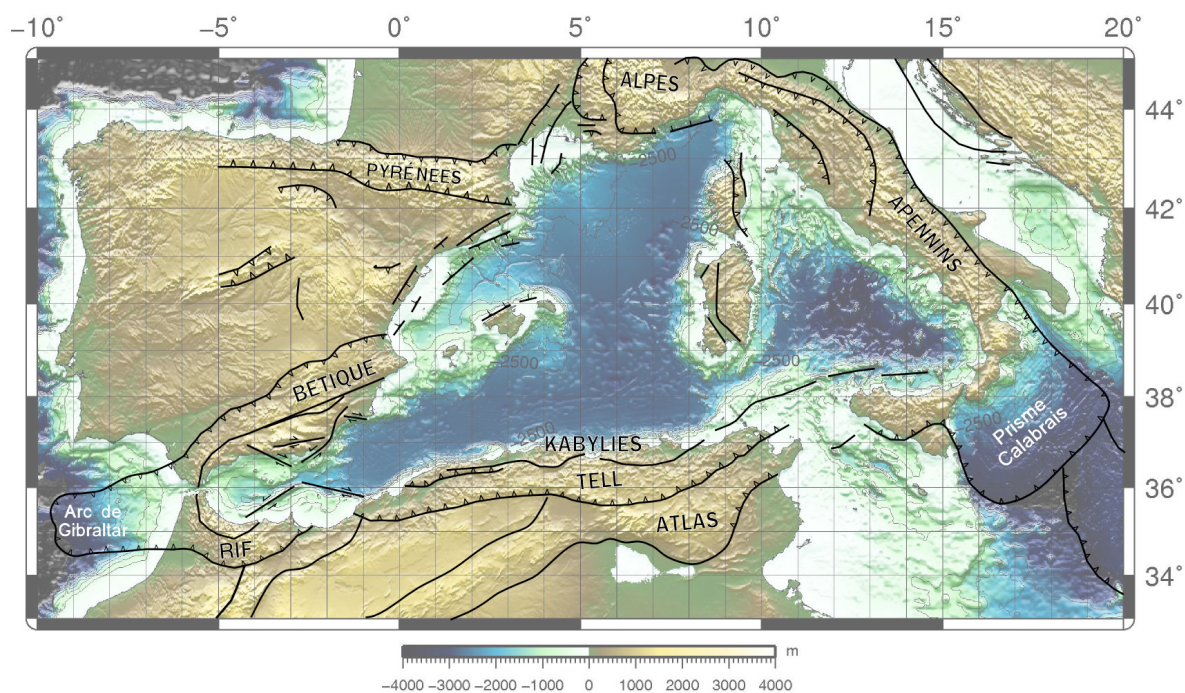 −10° −5° 0° 5° 10° 15° 20°
44°
42°
40°
38°
36°
34°
ALPES
2500
PYRÉNÉES
2500
APENNINS
2500
2500
BETIQUE
2500
Prisme
Calabrais
2500
KABYLIES
TELL
Arc de
Gibraltar
ATLAS
RIF
m
−4000 −3000 −2000 −1000 0 1000 2000 3000 4000